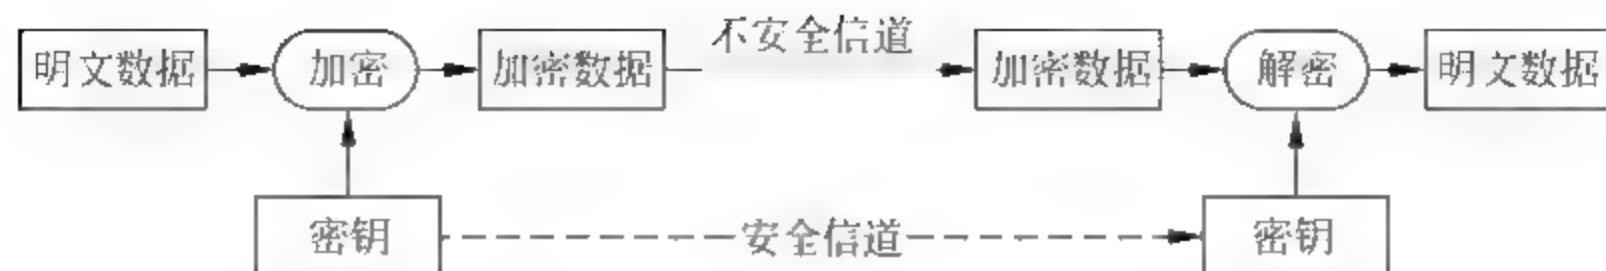 不安全信道
明文数据 加密 加密数据 加密数据 解密 明文数据
密钥 安全信道 密钥